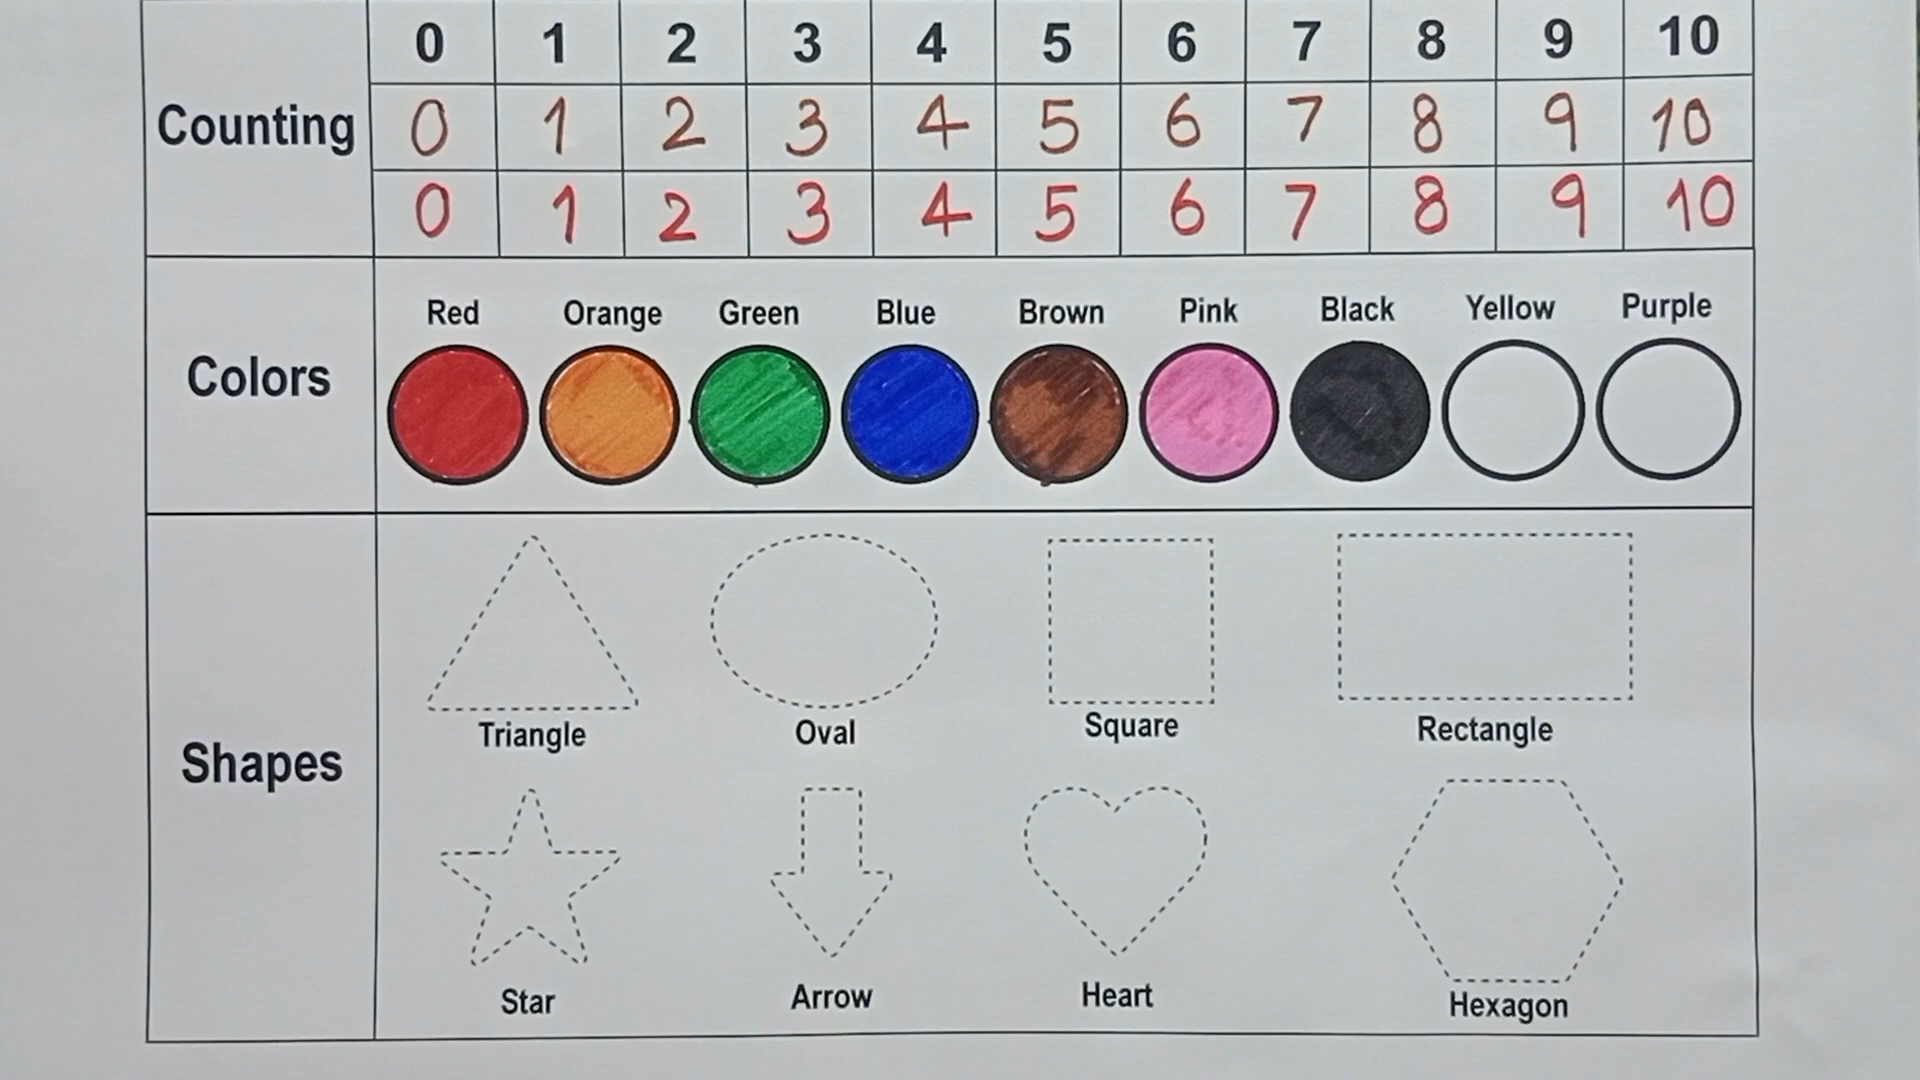 0 1 2 3 4 5 6 7 8 9 10
Counting
0 1 2 3 4 5 6 7 8 9 10
0 1 2 3 4 5 6 7 8 9 10
Red Orange Green Blue Brown Pink Black Yellow Purple
Colors
Triangle Oval Square Rectangle
Shapes
Star Arrow Heart Hexagon